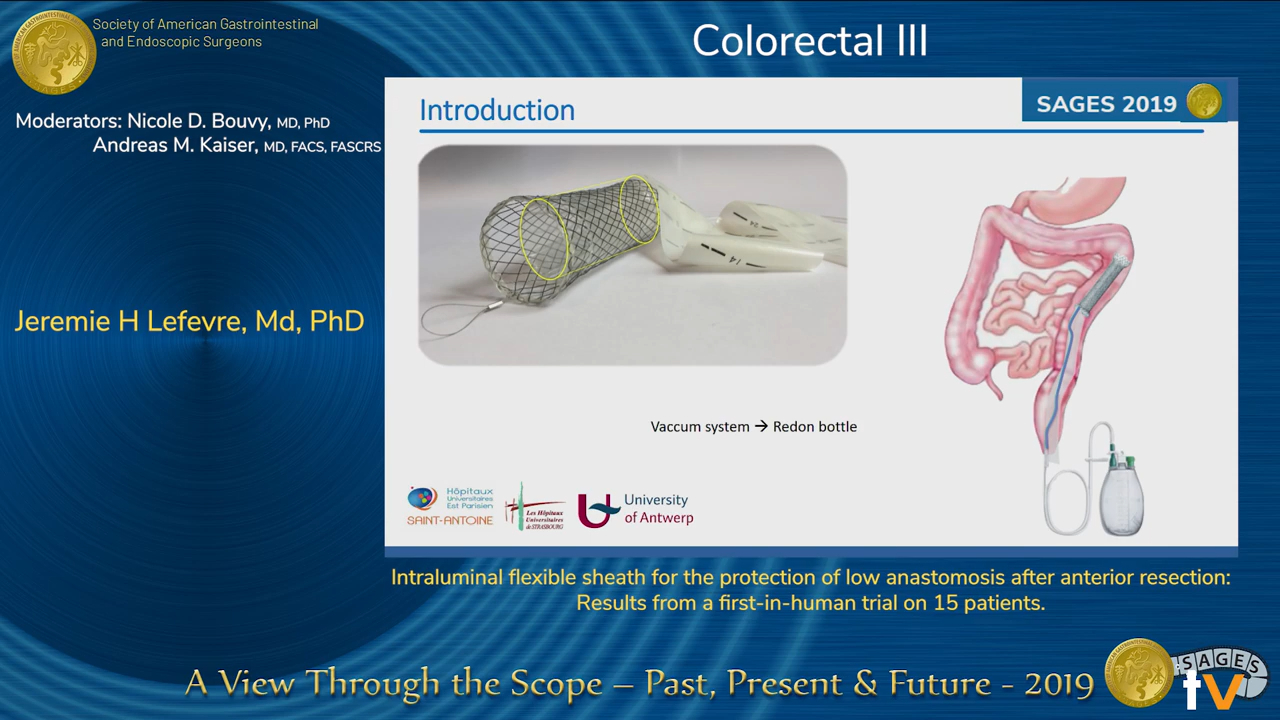 Society of American Gastrointestinal
and Endoscopic Surgeons
Colorectal III
Moderators: Nicole D. Bouvy, MD, PhD
Andreas M. Kaiser, MD, FACS, FASCRS
Jeremie H Lefevre, Md, PhD
Introduction
SAGES 2019
24
14
Vaccum system → Redon bottle
Hôpitaux
Universitaires
Est Parisien
SAINT-ANTOINE
Les Hôpitaux
Universitaires
de STRASBOURG
University
of Antwerp
Intraluminal flexible sheath for the protection of low anastomosis after anterior resection:
Results from a first-in-human trial on 15 patients.
A View Through the Scope – Past, Present & Future - 2019
SAGES
tv